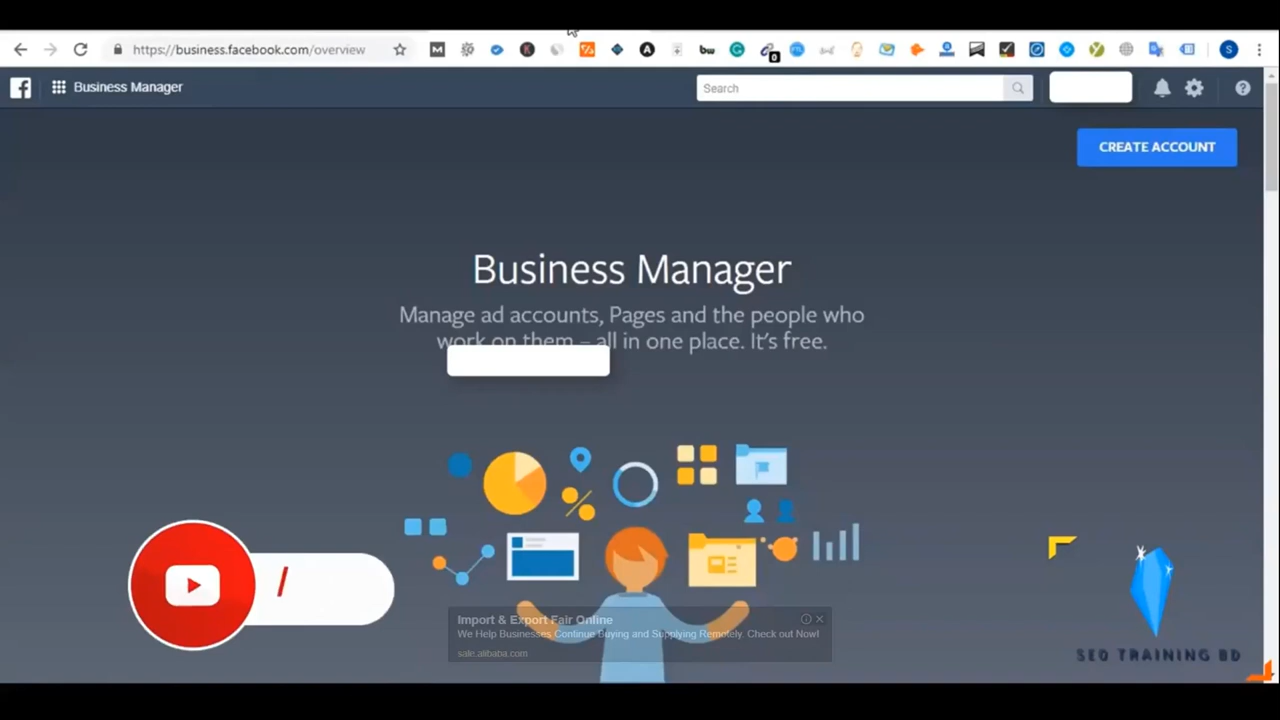 https://business.facebook.com/overview
Business Manager
Search
CREATE ACCOUNT
Business Manager
Manage ad accounts, Pages and the people who
work on them – all in one place. It's free.
Import & Export Fair Online
We Help Businesses Continue Buying and Supplying Remotely. Check out Now!
sale.alibaba.com
SEO TRAINING BD